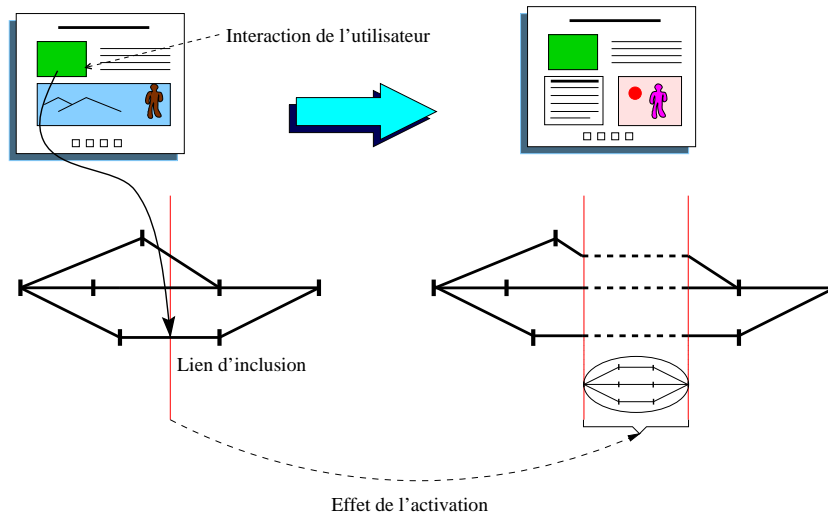 Interaction de l'utilisateur
Lien d'inclusion
Effet de l'activation